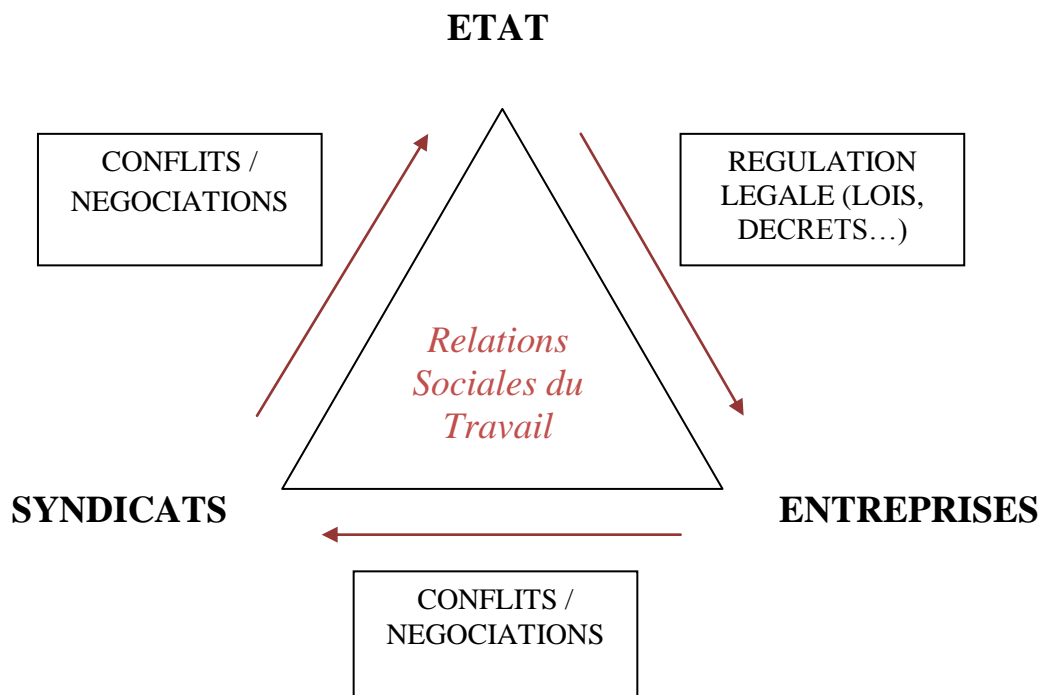 ETAT
CONFLITS /
NEGOCIATIONS
REGULATION
LEGALE (LOIS,
DECRETS…)
Relations
Sociales du
Travail
SYNDICATS
ENTREPRISES
CONFLITS /
NEGOCIATIONS